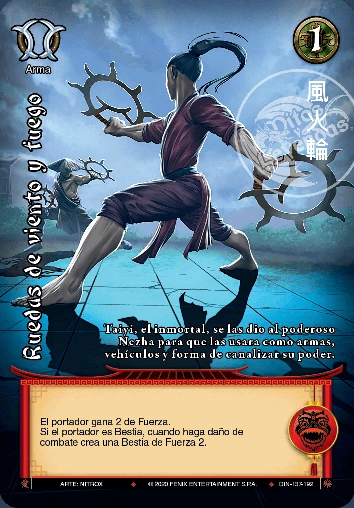 Arma
1
風火輪
Ruedas de viento y fuego
Taiyi, el inmortal, se las dio al poderoso
Nezha para que las usara como armas,
vehículos y forma de canalizar su poder.
El portador gana 2 de Fuerza.
Si el portador es Bestia, cuando haga daño de
combate crea una Bestia de Fuerza 2.
ARTE: NITROX
©2020 FENIX ENTERTAINMENT S.P.A.
DIN-137-192